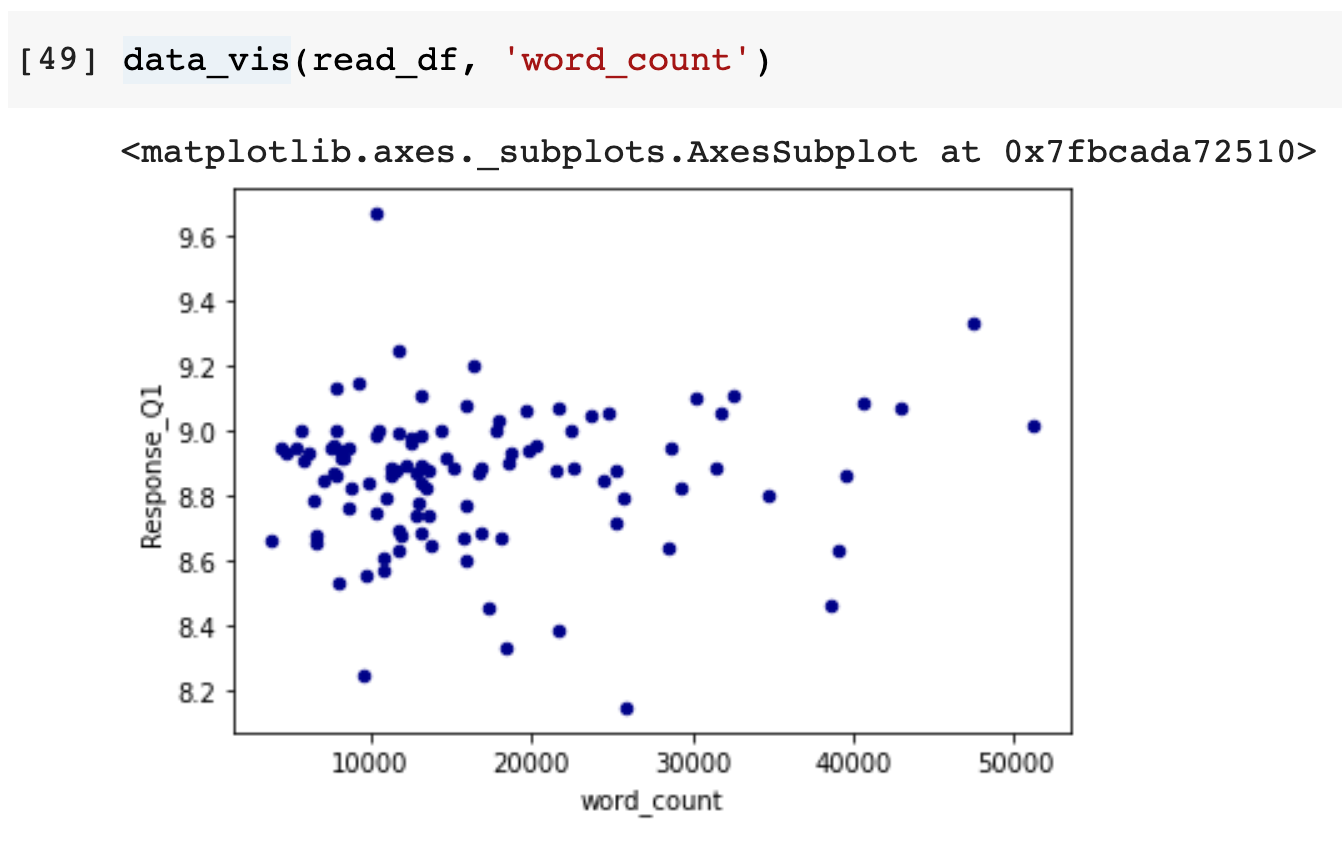 [49] data_vis(read_df, 'word_count')
<matplotlib.axes._subplots.AxesSubplot at 0x7fbcada72510>
9.6
9.4
9.2
9.0
8.8
8.6
8.4
8.2
Response_Q1
10000 20000 30000 40000 50000
word_count